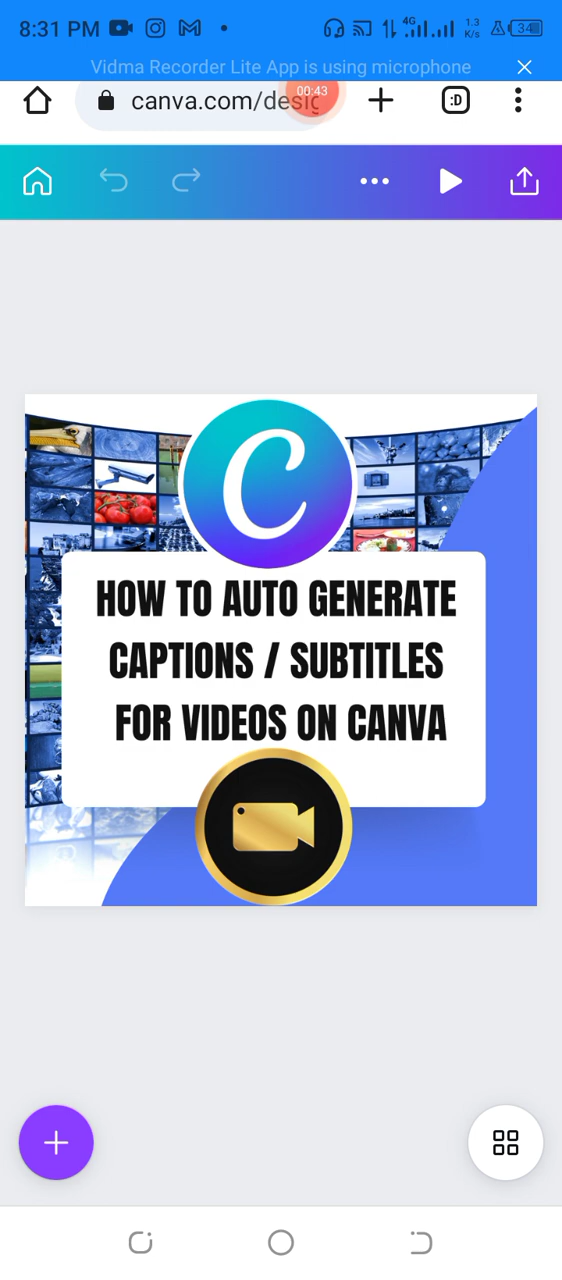 8:31 PM
4G
1.3
K/s
34
Vidma Recorder Lite App is using microphone
00:43
canva.com/desig
:D
C
HOW TO AUTO GENERATE
CAPTIONS / SUBTITLES
FOR VIDEOS ON CANVA